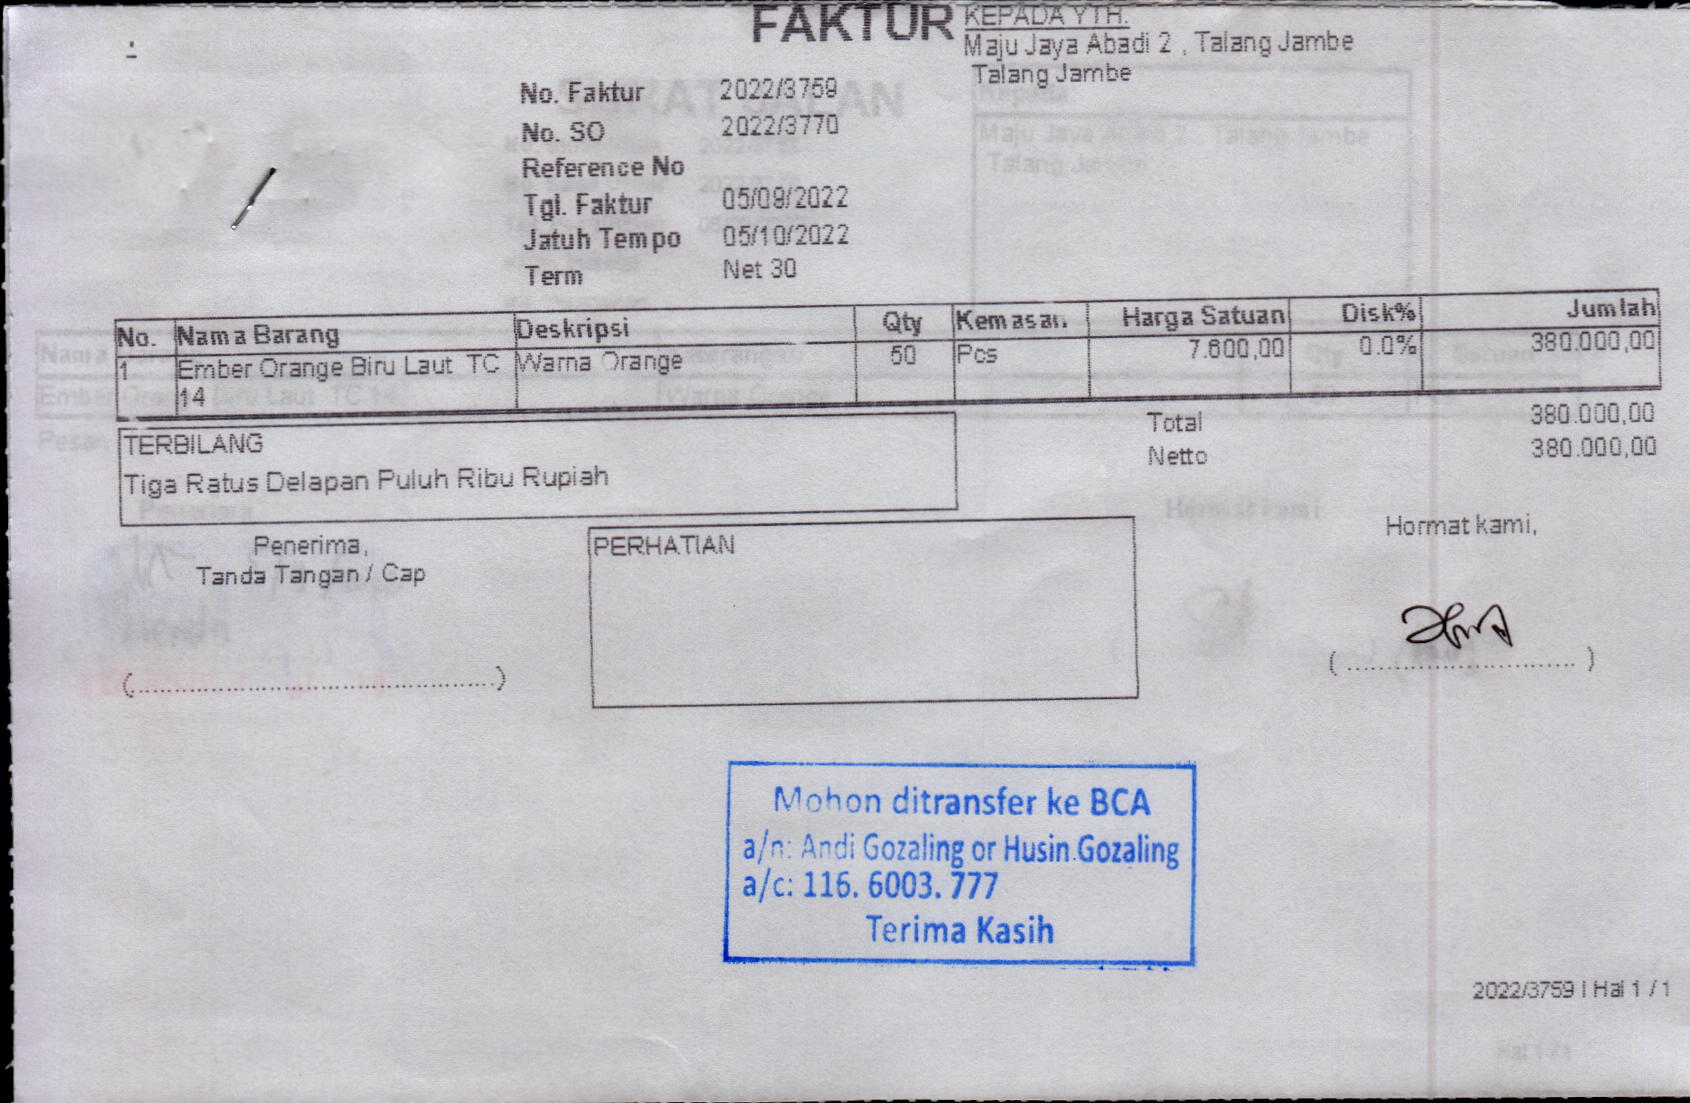 FAKTUR
KEPADA YTH.
Maju Jaya Abadi 2 , Talang Jambe
Talang Jambe
No. Faktur 2022/3759
No. SO 2022/3770
Reference No
Tgl. Faktur 05/09/2022
Jatuh Tempo 05/10/2022
Term Net 30
No. Nama Barang Deskripsi Qty Kemasan Harga Satuan Disk% Jumlah
1 Ember Orange Biru Laut TC Warna Orange 50 Pcs 7.600,00 0.0% 380.000,00
14
Total 380.000,00
Netto 380.000,00
TERBILANG
Tiga Ratus Delapan Puluh Ribu Rupiah
Penerima,
Tanda Tangan / Cap
(................................................)
PERHATIAN
Hormat kami,
( .............................. )
Mohon ditransfer ke BCA
a/n: Andi Gozaling or Husin Gozaling
a/c: 116. 6003. 777
Terima Kasih
2022/3759 | Hal 1 / 1